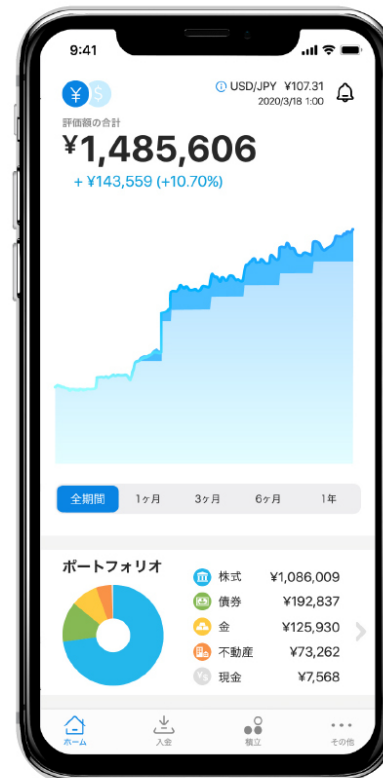 9:41
¥ $
USD/JPY ¥107.31
2020/3/18 1:00
評価額の合計
¥1,485,606
+ ¥143,559 (+10.70%)
全期間 1ヶ月 3ヶ月 6ヶ月 1年
ポートフォリオ
株式 ¥1,086,009
債券 ¥192,837
金 ¥125,930
不動産 ¥73,262
現金 ¥7,568
ホーム 入金 積立 その他